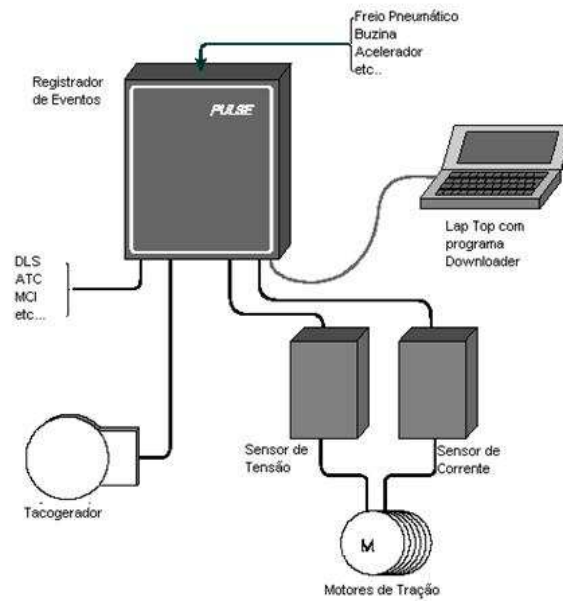 Freio Pneumático
Buzina
Acelerador
etc..
Registrador
de Eventos
PULSE
Lap Top com
programa
Downloader
DLS
ATC
MCI
etc...
Sensor de
Tensão
Sensor de
Corrente
Tacogerador
M
Motores de Tração